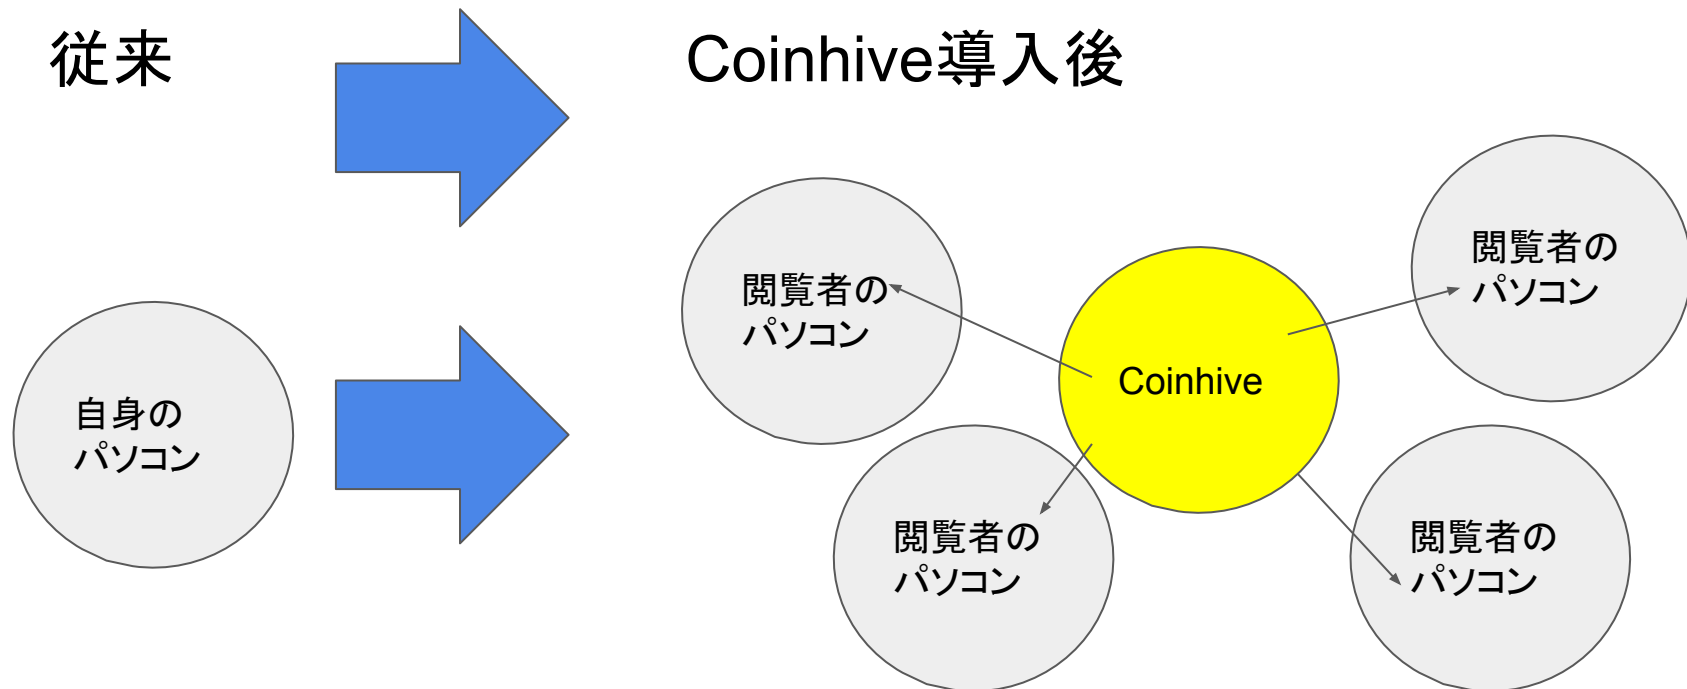 従来
Coinhive導入後
自身の
パソコン
閲覧者の
パソコン
Coinhive
閲覧者の
パソコン
閲覧者の
パソコン
閲覧者の
パソコン